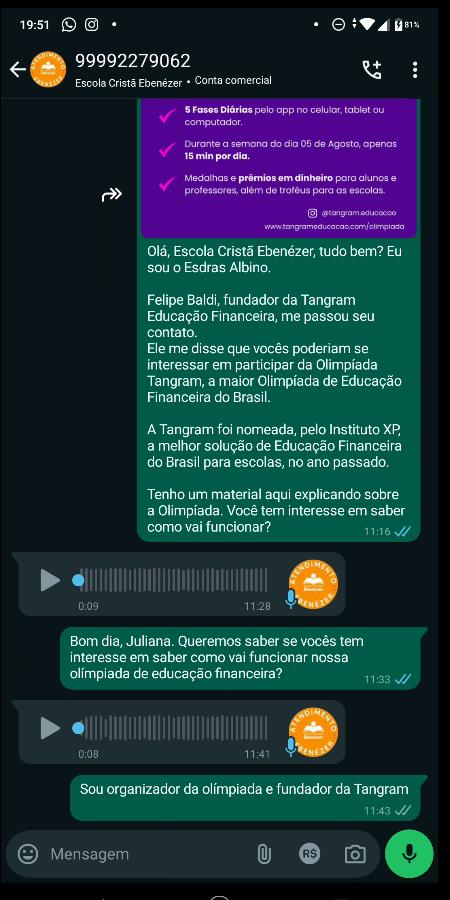 19:51
81%
99992279062
Escola Cristã Ebenézer • Conta comercial
5 Fases Diárias pelo app no celular, tablet ou
computador.
Durante a semana do dia 05 de Agosto, apenas
15 min por dia.
Medalhas e prêmios em dinheiro para alunos e
professores, além de troféus para as escolas.
@tangram.educacao
www.tangrameducacao.com/olimpiada
Olá, Escola Cristã Ebenézer, tudo bem? Eu
sou o Esdras Albino.
Felipe Baldi, fundador da Tangram
Educação Financeira, me passou seu
contato.
Ele me disse que vocês poderiam se
interessar em participar da Olimpíada
Tangram, a maior Olimpíada de Educação
Financeira do Brasil.
A Tangram foi nomeada, pelo Instituto XP,
a melhor solução de Educação Financeira
do Brasil para escolas, no ano passado.
Tenho um material aqui explicando sobre
a Olimpíada. Você tem interesse em saber
como vai funcionar?
11:16
ATENDIMENTO
EBENÉZER
0:09
11:28
Bom dia, Juliana. Queremos saber se vocês tem
interesse em saber como vai funcionar nossa
olímpiada de educação financeira?
11:33
ATENDIMENTO
EBENÉZER
0:08
11:41
Sou organizador da olímpiada e fundador da Tangram
11:43
Mensagem
R$